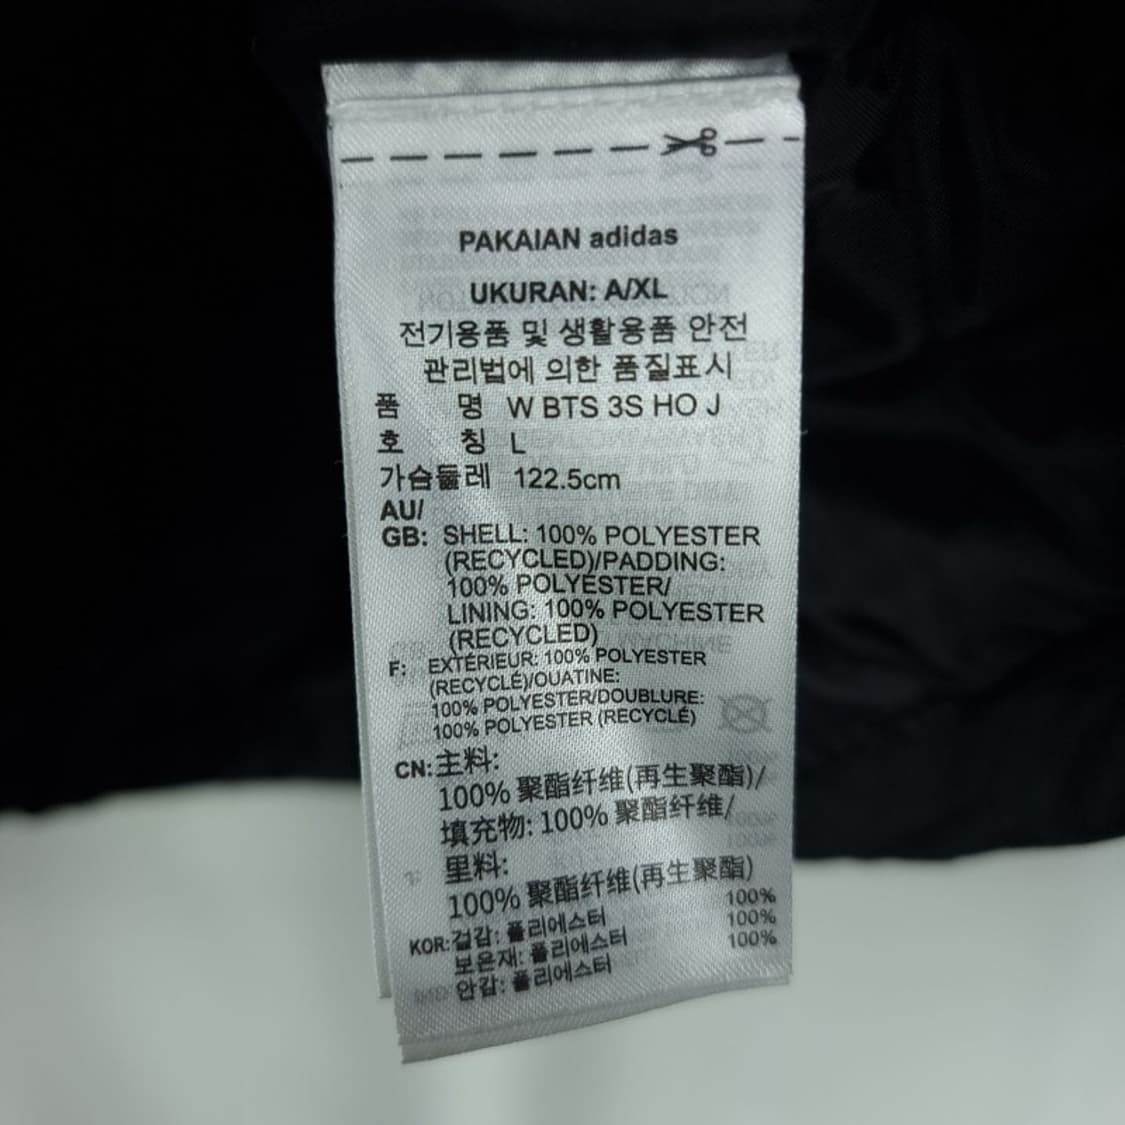 PAKAIAN adidas
UKURAN: A/XL
전기용품 및 생활용품 안전
관리법에 의한 품질표시
품 명 W BTS 3S HO J
호 칭 L
가슴둘레 122.5cm
AU/
GB: SHELL: 100% POLYESTER
(RECYCLED)/PADDING:
100% POLYESTER/
LINING: 100% POLYESTER
(RECYCLED)
F: EXTÉRIEUR: 100% POLYESTER
(RECYCLÉ)/OUATINE:
100% POLYESTER/DOUBLURE:
100% POLYESTER (RECYCLÉ)
CN: 主料:
100% 聚酯纤维(再生聚酯)/
填充物: 100% 聚酯纤维/
里料:
100% 聚酯纤维(再生聚酯)
KOR: 겉감: 폴리에스터 100%
보온재: 폴리에스터 100%
안감: 폴리에스터 100%